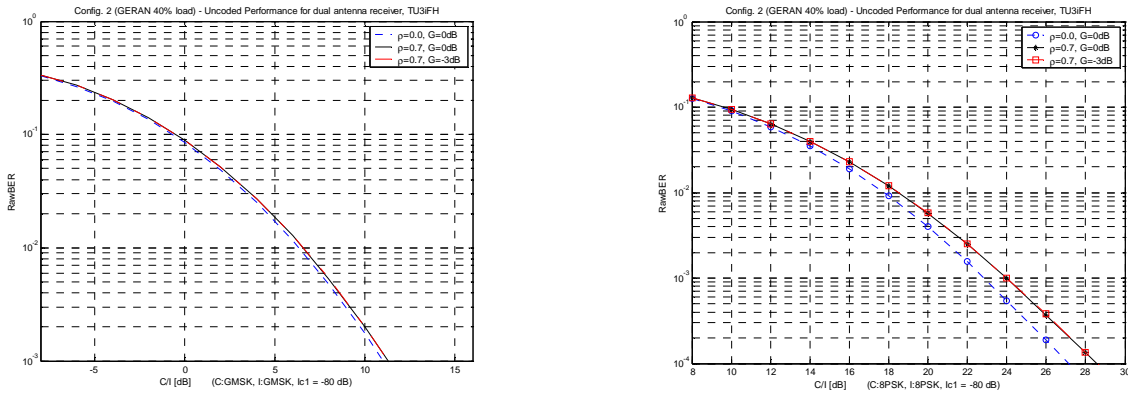 Config. 2 (GERAN 40% load) - Uncoded Performance for dual antenna receiver, TU3iFH
10^0
ρ=0.0, G=0dB
ρ=0.7, G=0dB
ρ=0.7, G=-3dB
10^-1
RawBER
10^-2
10^-3
-5 0 5 10 15
C/I [dB] (C:GMSK, I:GMSK, Ic1 = -80 dB)
Config. 2 (GERAN 40% load) - Uncoded Performance for dual antenna receiver, TU3iFH
10^0
ρ=0.0, G=0dB
ρ=0.7, G=0dB
ρ=0.7, G=-3dB
10^-1
RawBER
10^-2
10^-3
10^-4
8 10 12 14 16 18 20 22 24 26 28 30
C/I [dB] (C:8PSK, I:8PSK, Ic1 = -80 dB)